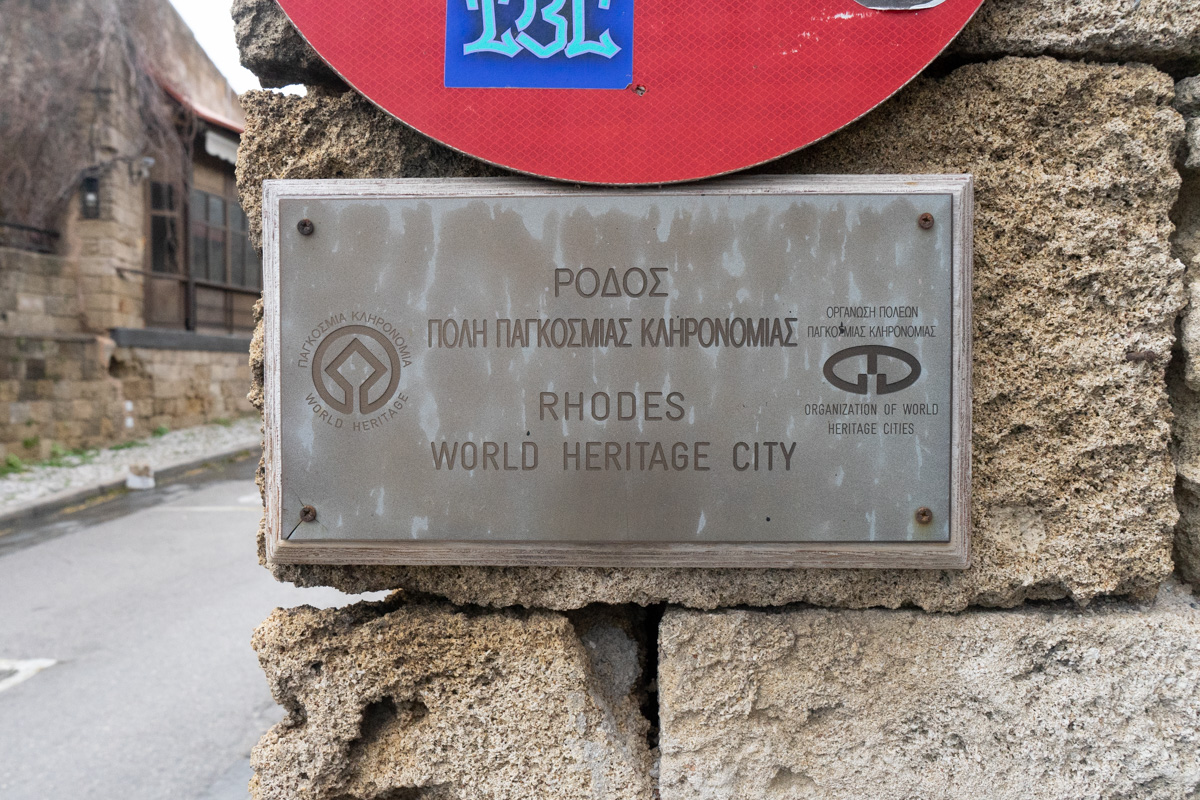 ΡΟΔΟΣ
ΠΟΛΗ ΠΑΓΚΟΣΜΙΑΣ ΚΛΗΡΟΝΟΜΙΑΣ
RHODES
WORLD HERITAGE CITY
ΠΑΓΚΟΣΜΙΑ ΚΛΗΡΟΝΟΜΙΑ
WORLD HERITAGE
ΟΡΓΑΝΩΣΗ ΠΟΛΕΩΝ
ΠΑΓΚΟΣΜΙΑΣ ΚΛΗΡΟΝΟΜΙΑΣ
ORGANIZATION OF WORLD
HERITAGE CITIES